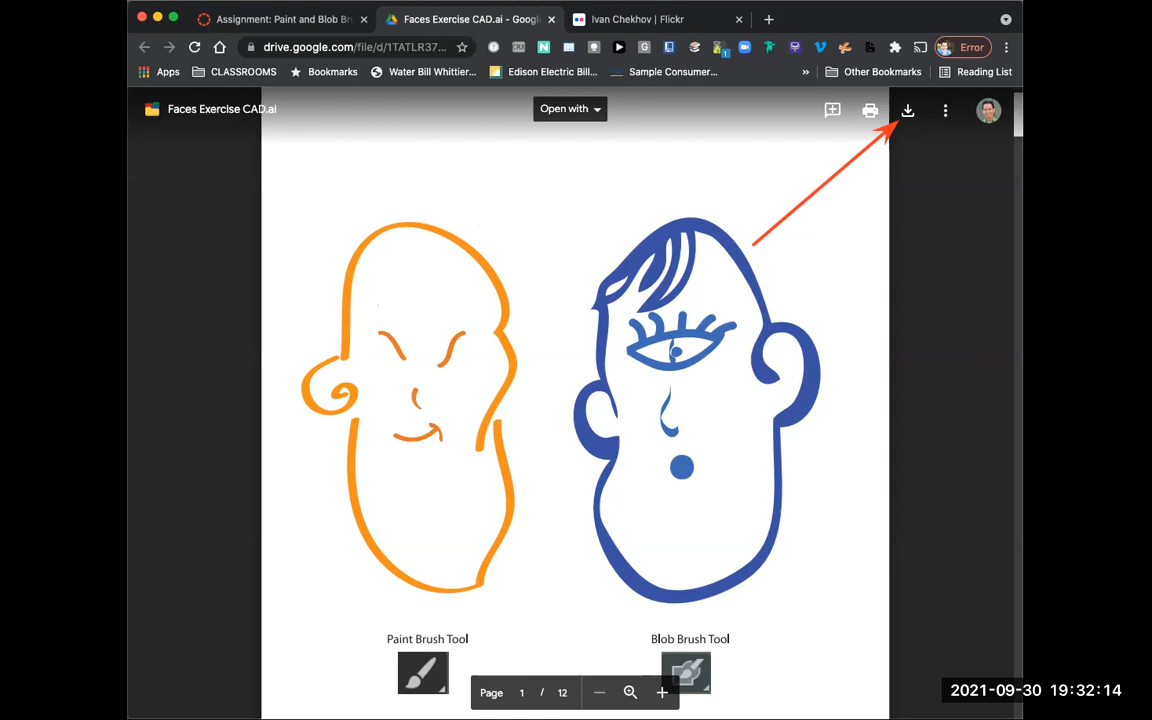 Assignment: Paint and Blob Br
Faces Exercise CAD.ai - Googl
Ivan Chekhov | Flickr
drive.google.com/file/d/1TATLR37...
Error
Apps
CLASSROOMS
Bookmarks
Water Bill Whittier...
Edison Electric Bill...
Sample Consumer...
»
Other Bookmarks
Reading List
Faces Exercise CAD.ai
Open with
Paint Brush Tool
Blob Brush Tool
Page 1 / 12
2021-09-30 19:32:14